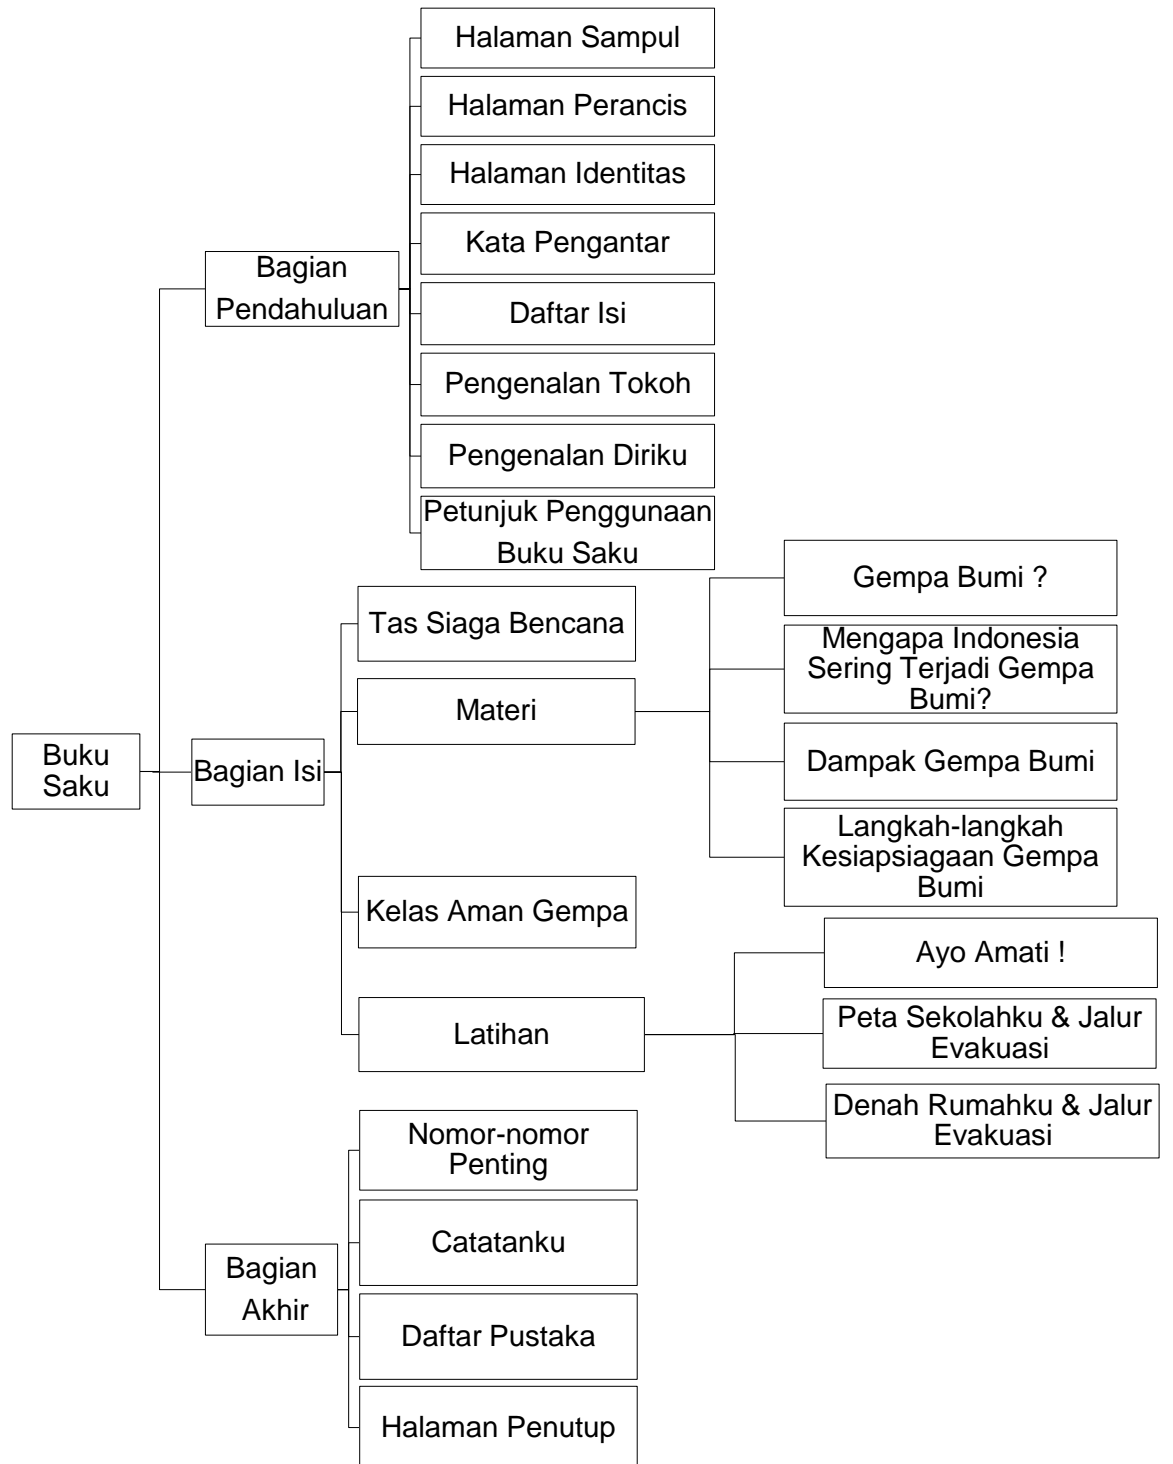 Halaman Sampul
Halaman Perancis
Halaman Identitas
Kata Pengantar
Bagian
Pendahuluan
Daftar Isi
Pengenalan Tokoh
Pengenalan Diriku
Petunjuk Penggunaan
Buku Saku
Buku
Saku
Bagian Isi
Tas Siaga Bencana
Materi
Gempa Bumi ?
Mengapa Indonesia
Sering Terjadi Gempa
Bumi?
Dampak Gempa Bumi
Langkah-langkah
Kesiapsiagaan Gempa
Bumi
Kelas Aman Gempa
Latihan
Ayo Amati !
Peta Sekolahku & Jalur
Evakuasi
Denah Rumahku & Jalur
Evakuasi
Bagian
Akhir
Nomor-nomor
Penting
Catatanku
Daftar Pustaka
Halaman Penutup